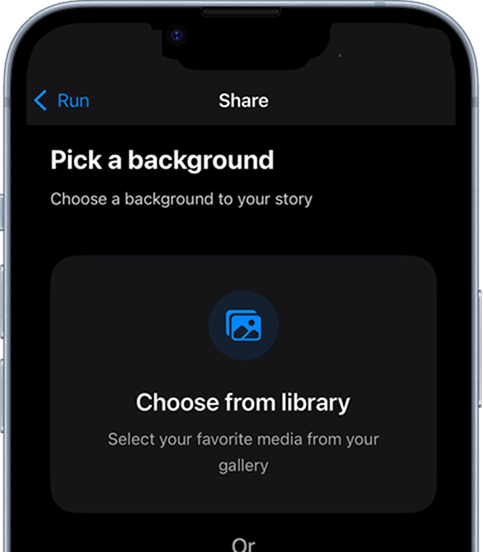 Run
Share
Pick a background
Choose a background to your story
Choose from library
Select your favorite media from your
gallery
Or